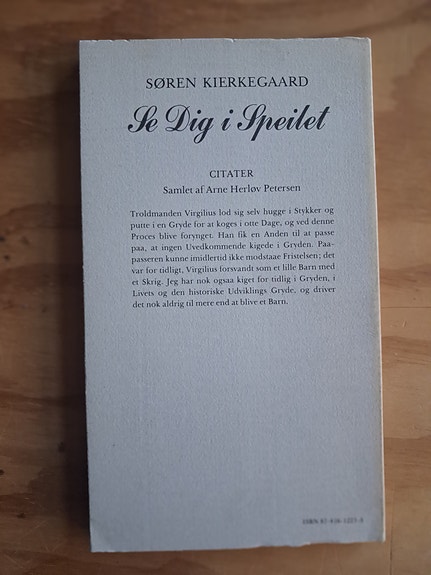 SØREN KIERKEGAARD
Se Dig i Speilet
CITATER
Samlet af Arne Herløv Petersen
Troldmanden Virgilius lod sig selv hugge i Stykker og
putte i en Gryde for at koges i otte Dage, og ved denne
Proces blive forynget. Han fik en Anden til at passe
paa, at ingen Uvedkommende kigede i Gryden. Paa-
passeren kunne imidlertid ikke modstaae Fristelsen; det
var for tidligt, Virgilius forsvandt som et lille Barn med
et Skrig. Jeg har nok ogsaa kiget for tidlig i Gryden, i
Livets og den historiske Udviklings Gryde, og driver
det nok aldrig til mere end at blive et Barn.
ISBN